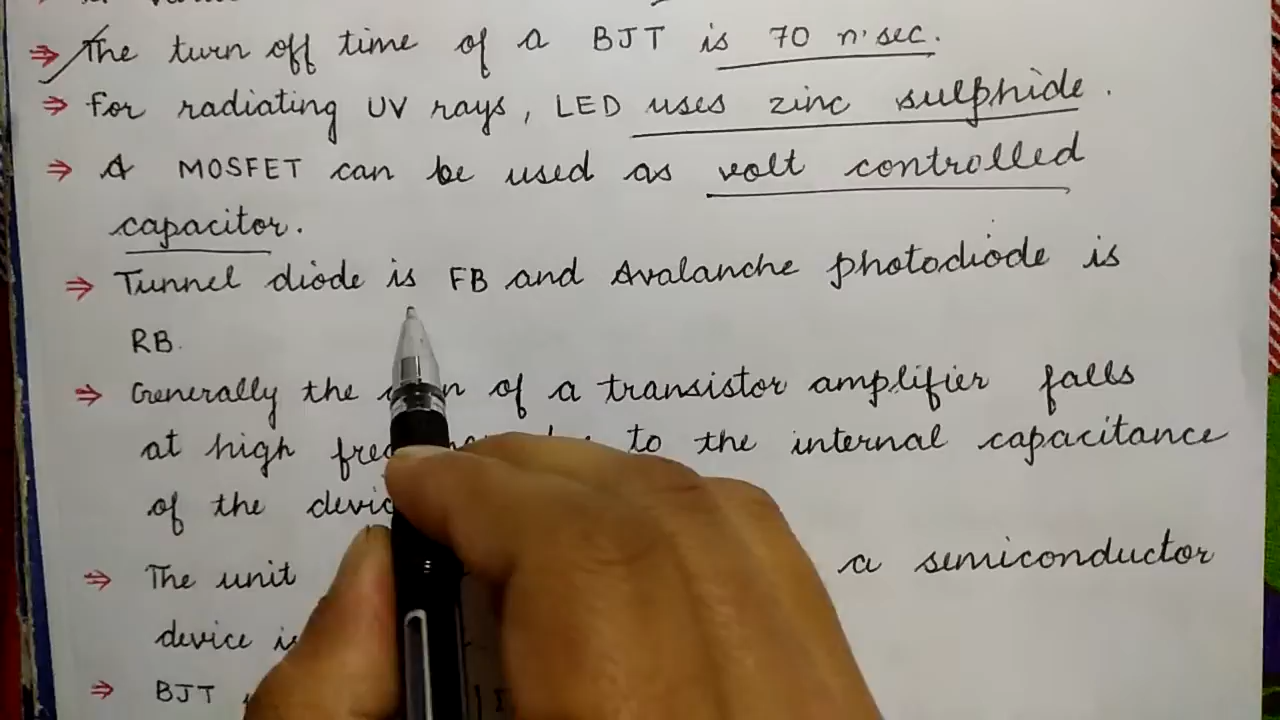 ⇒ The turn off time of a BJT is 70 n·sec.
⇒ For radiating UV rays, LED uses zinc sulphide.
⇒ A MOSFET can be used as volt controlled
capacitor.
⇒ Tunnel diode is FB and Avalanche photodiode is
RB.
⇒ Generally the of a transistor amplifier falls
at high to the internal capacitance
of the
⇒ The unit a semiconductor
device
⇒ BJT